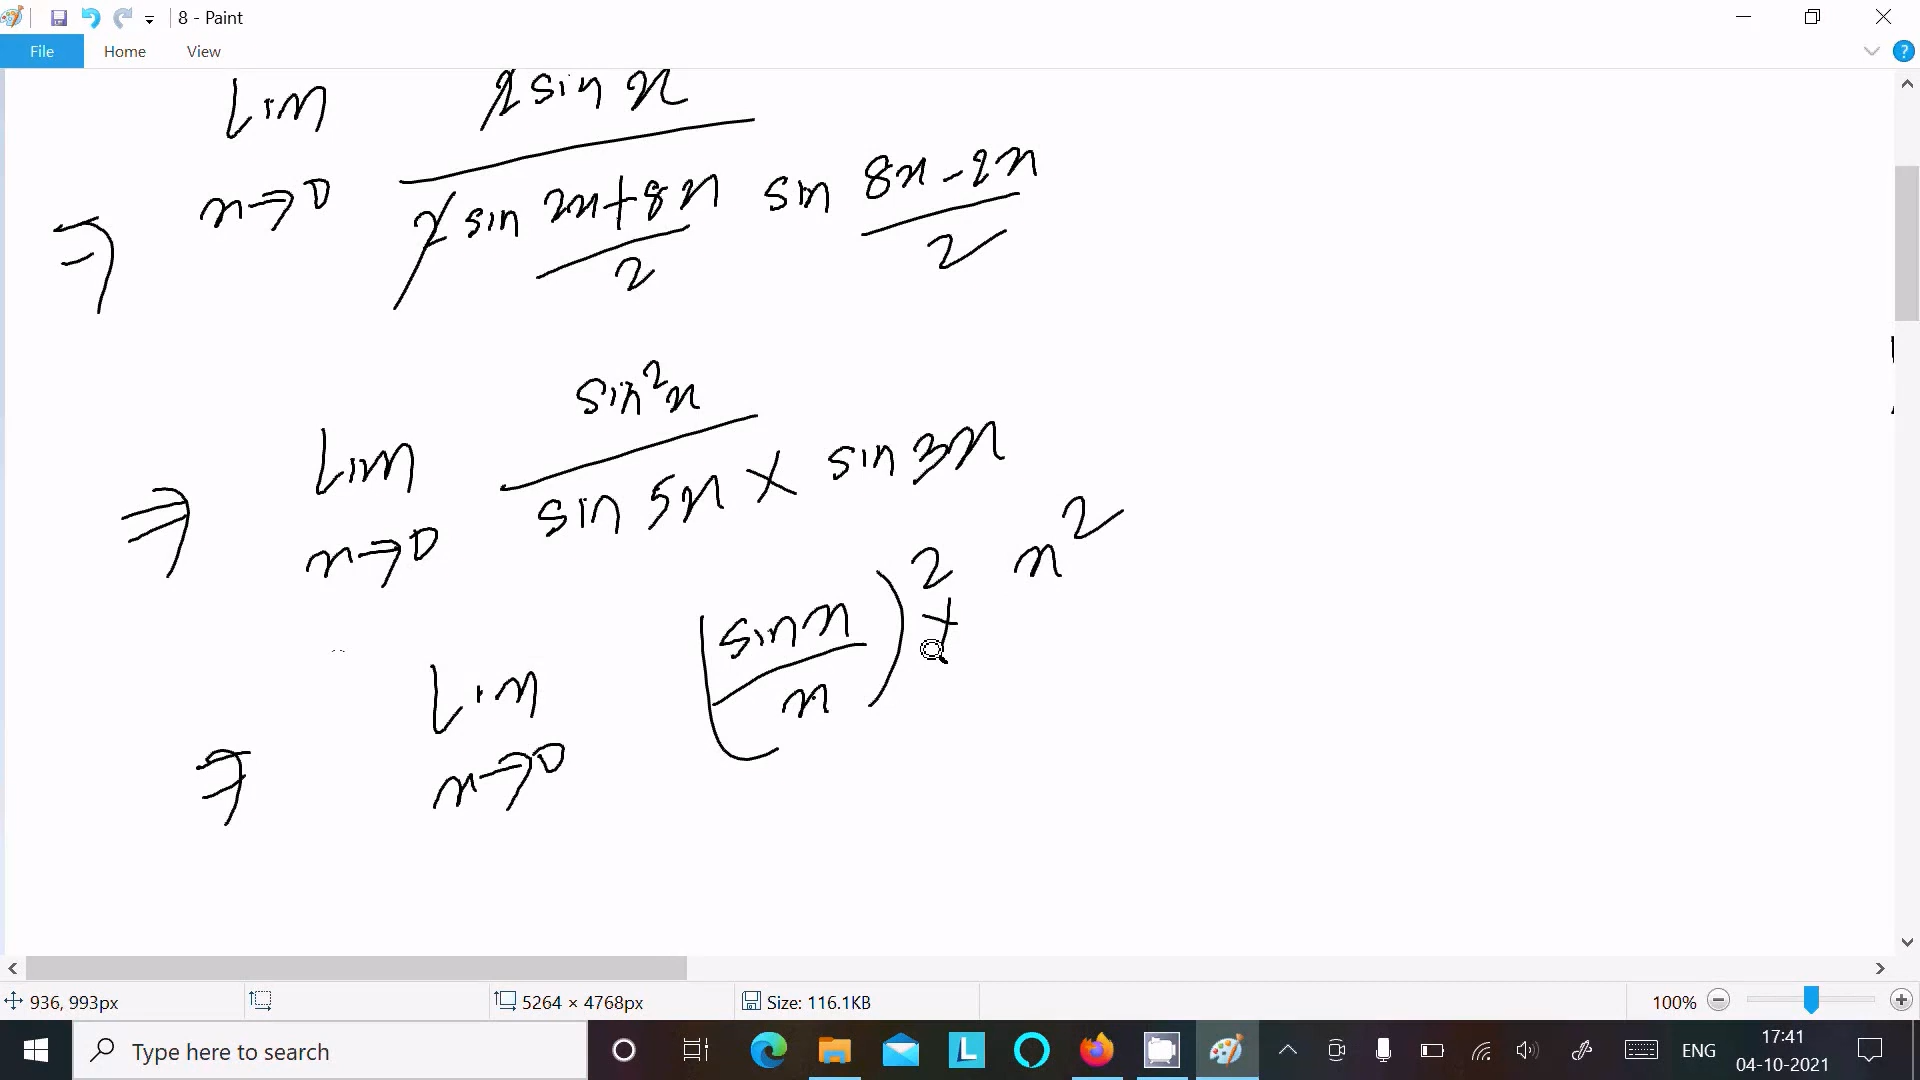 8 - Paint
File Home View
Lim 2 sin x
x→0 2 sin 2x+8x sin 8x-2x
⇒ 2 2
sin²x
Lim
⇒ x→0 sin 5x × sin 3x
(sin x)² × x²
Lim x
⇒ x→0
936, 993px 5264 × 4768px Size: 116.1KB 100%
Type here to search ENG 17:41
04-10-2021